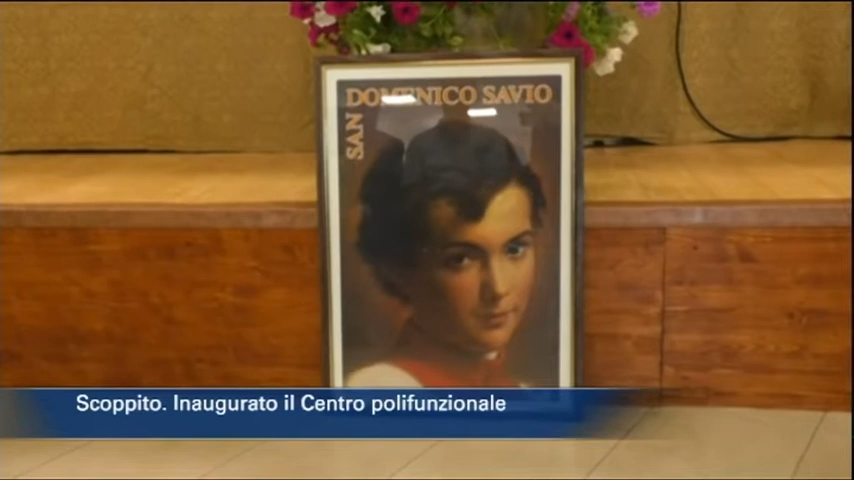 SAN
DOMENICO SAVIO
Scoppito. Inaugurato il Centro polifunzionale